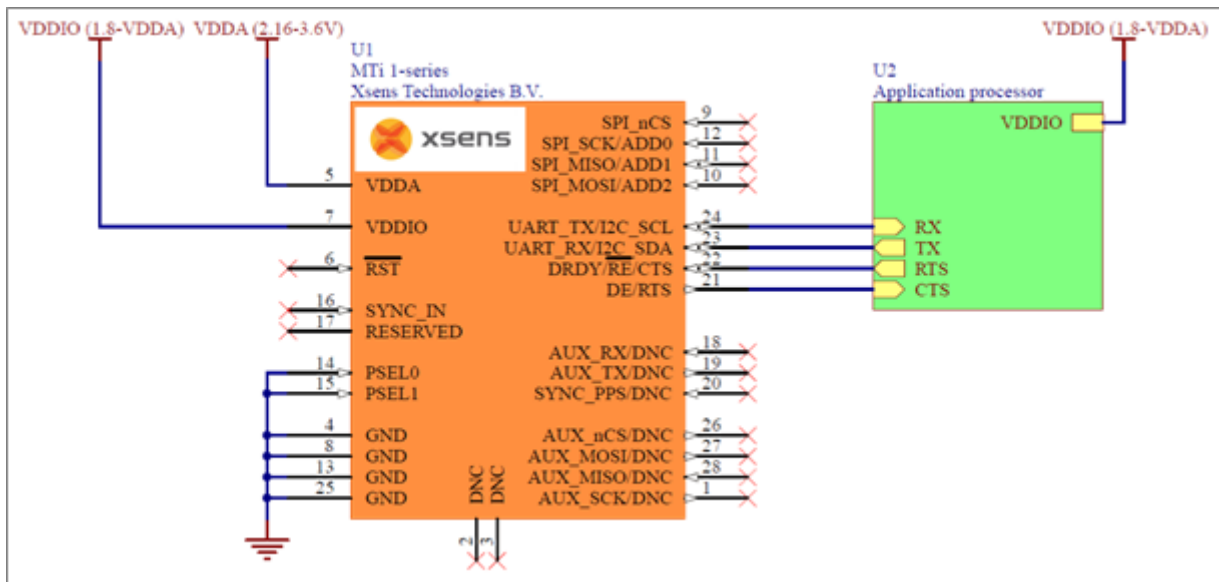 VDDIO (1.8-VDDA)
VDDA (2.16-3.6V)
VDDIO (1.8-VDDA)
U1
MTi 1-series
Xsens Technologies B.V.
U2
Application processor
xsens
VDDIO
SPI_nCS 9
SPI_SCK/ADD0 12
SPI_MISO/ADD1 11
SPI_MOSI/ADD2 10
5 VDDA
7 VDDIO
6 RST
16 SYNC_IN
17 RESERVED
14 PSEL0
15 PSEL1
4 GND
8 GND
13 GND
25 GND
UART_TX/I2C_SCL 24 RX
UART_RX/I2C_SDA 23 TX
DRDY/RE/CTS 22 RTS
DE/RTS 21 CTS
AUX_RX/DNC 18
AUX_TX/DNC 19
SYNC_PPS/DNC 20
AUX_nCS/DNC 26
AUX_MOSI/DNC 27
AUX_MISO/DNC 28
AUX_SCK/DNC 1
DNC 2
DNC 3